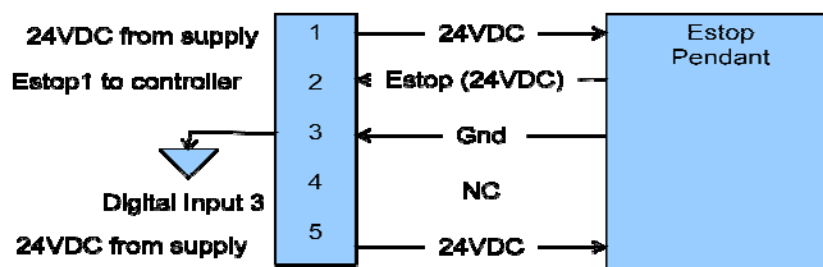 24VDC from supply 1 24VDC Estop
Pendant
Estop1 to controller 2 Estop (24VDC)
3 Gnd
4 NC
Digital Input 3
24VDC from supply 5 24VDC